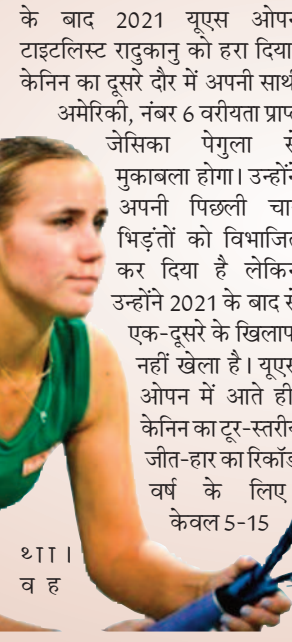 के बाद 2021 यूएस ओपन
टाइटलिस्ट रादुकानु को हरा दिया
केनिन का दूसरे दौर में अपनी साथी
अमेरिकी, नंबर 6 वरीयता प्राप्त
जेसिका पेगुला से
मुकाबला होगा। उन्होंने
अपनी पिछली चार
भिड़ंतों को विभाजित
कर दिया है लेकिन
उन्होंने 2021 के बाद से
एक-दूसरे के खिलाफ
नहीं खेला है। यूएस
ओपन में आते ही
केनिन का टूर-स्तरीय
जीत-हार का रिकॉर्ड
वर्ष के लिए
केवल 5-15
था।
वह